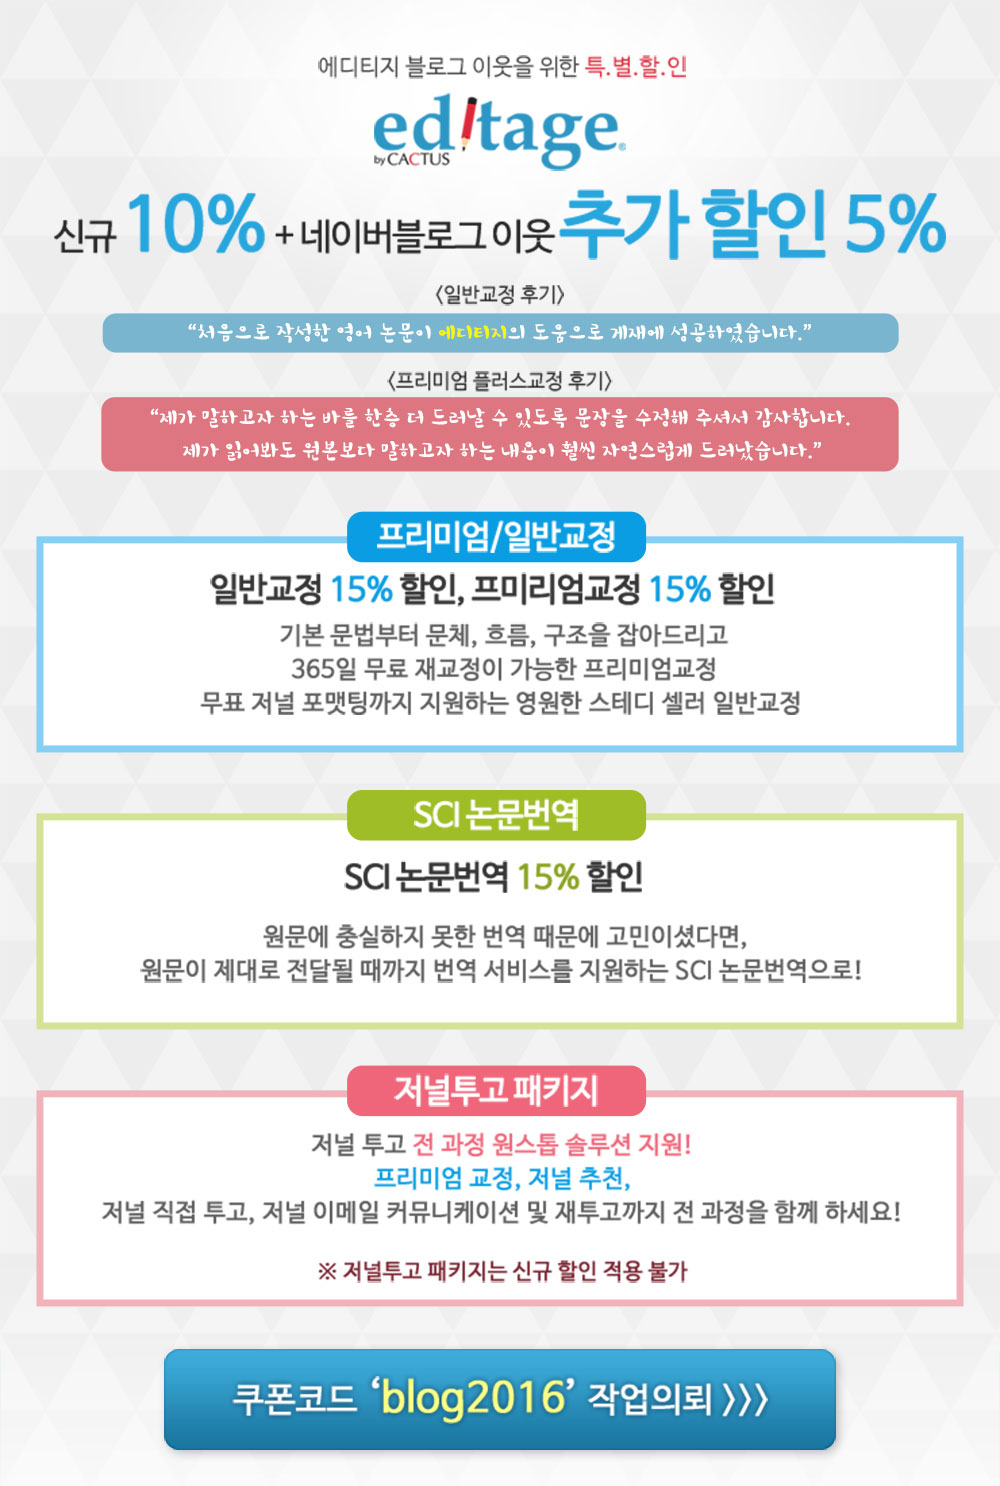 에디티지 블로그 이웃을 위한 특.별.할.인
editage®
by CACTUS
신규 10% + 네이버블로그 이웃 추가 할인 5%
<일반교정 후기>
“처음으로 작성한 영어 논문이 에디티지의 도움으로 게재에 성공하였습니다.”
<프리미엄 플러스교정 후기>
“제가 말하고자 하는 바를 한층 더 드러날 수 있도록 문장을 수정해 주셔서 감사합니다.
제가 읽어봐도 원본보다 말하고자 하는 내용이 훨씬 자연스럽게 드러났습니다.”
프리미엄/일반교정
일반교정 15% 할인, 프미리엄교정 15% 할인
기본 문법부터 문체, 흐름, 구조을 잡아드리고
365일 무료 재교정이 가능한 프리미엄교정
무표 저널 포맷팅까지 지원하는 영원한 스테디 셀러 일반교정
SCI 논문번역
SCI 논문번역 15% 할인
원문에 충실하지 못한 번역 때문에 고민이셨다면,
원문이 제대로 전달될 때까지 번역 서비스를 지원하는 SCI 논문번역으로!
저널투고 패키지
저널 투고 전 과정 원스톱 솔루션 지원!
프리미엄 교정, 저널 추천,
저널 직접 투고, 저널 이메일 커뮤니케이션 및 재투고까지 전 과정을 함께 하세요!
※ 저널투고 패키지는 신규 할인 적용 불가
쿠폰코드 ‘blog2016’ 작업의뢰 >>>